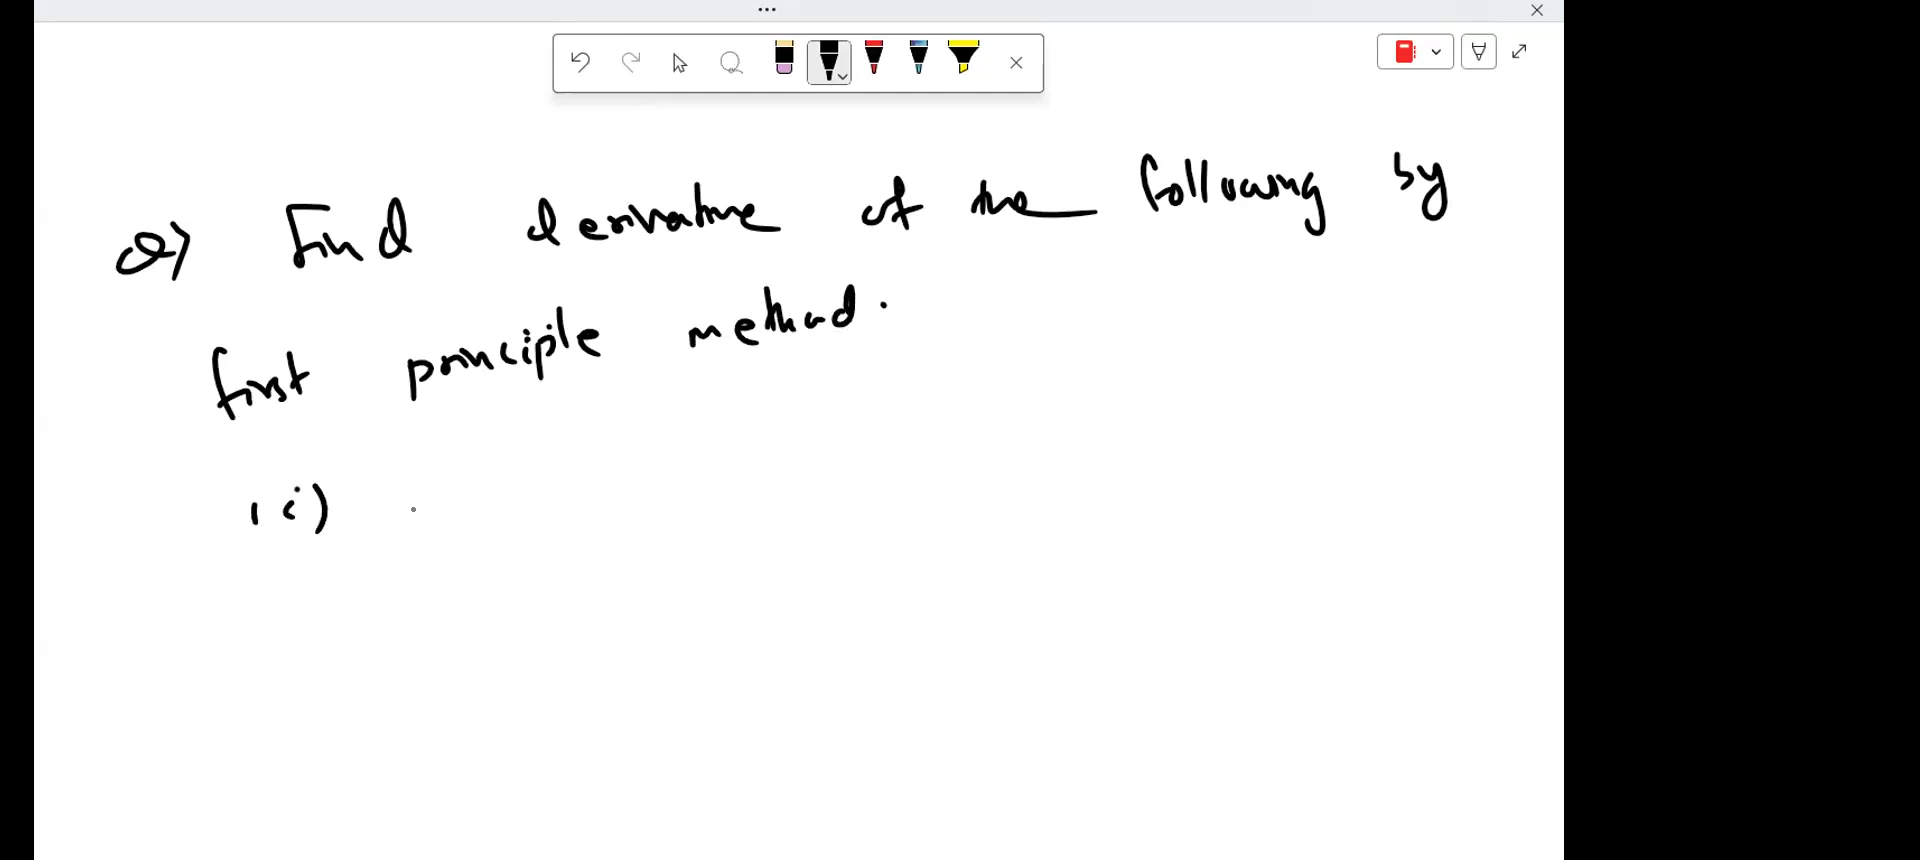 Q) Find derivative of the following by
first principle method.
(i)